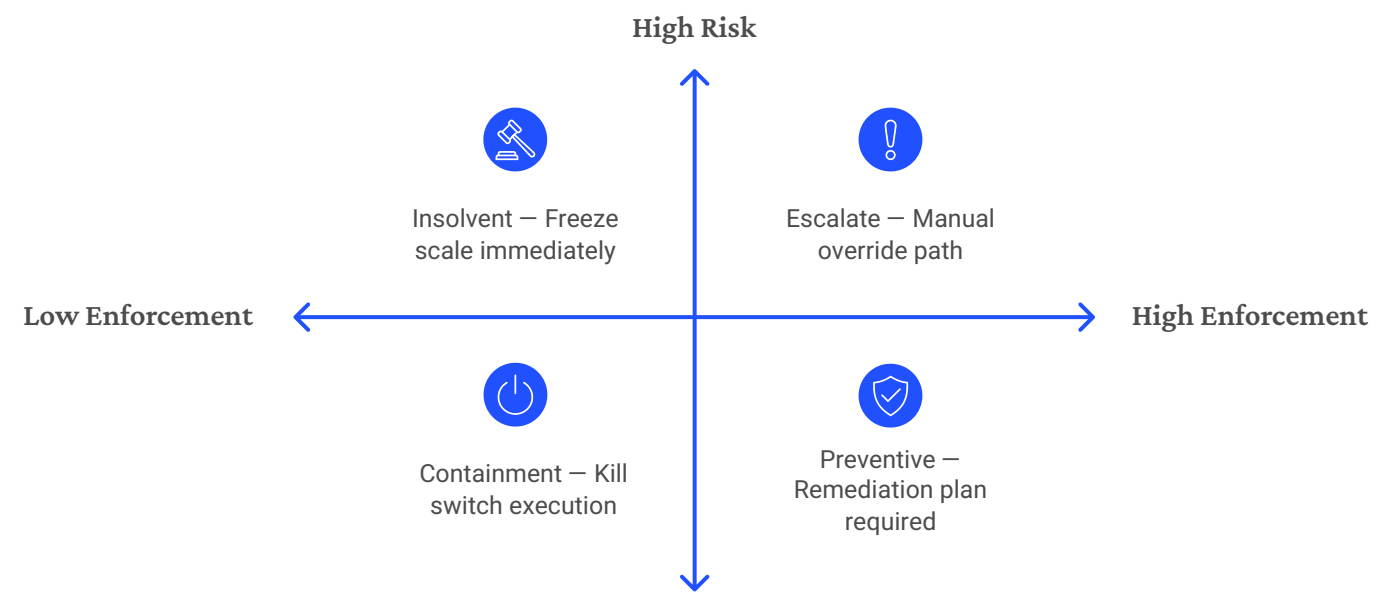 High Risk
Insolvent — Freeze
scale immediately
Escalate — Manual
override path
Low Enforcement
High Enforcement
Containment — Kill
switch execution
Preventive —
Remediation plan
required